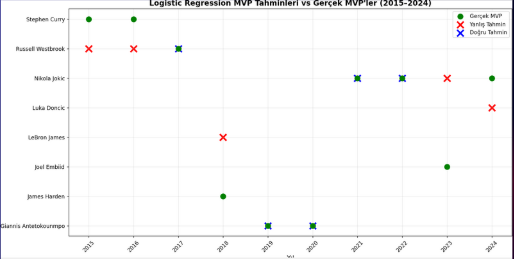 Logistic Regression MVP Tahminleri vs Gerçek MVP'ler (2015–2024)
Gerçek MVP
Yanlış Tahmin
Doğru Tahmin
Stephen Curry
Russell Westbrook
Nikola Jokic
Luka Doncic
LeBron James
Joel Embiid
James Harden
Giannis Antetokounmpo
2015 2016 2017 2018 2019 2020 2021 2022 2023 2024